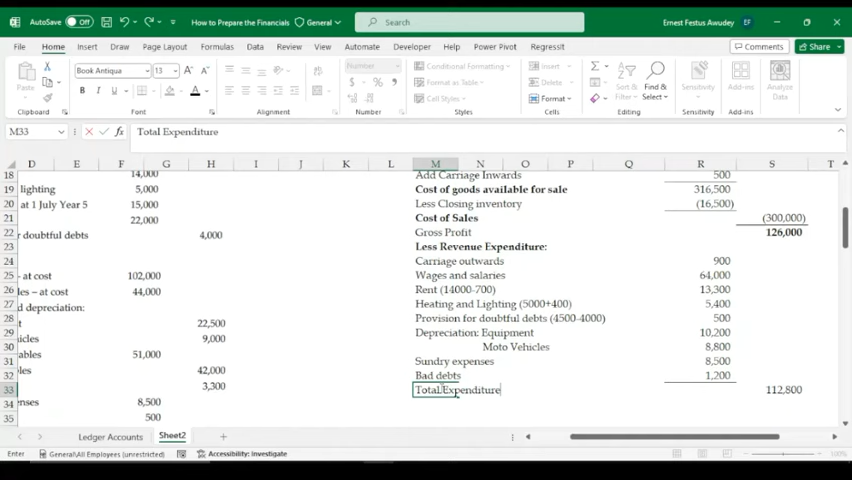 AutoSave Off How to Prepare the Financials General Search Ernest Festus Awudey EF
File Home Insert Draw Page Layout Formulas Data Review View Automate Developer Help Power Pivot Regressit Comments Share
Paste Book Antiqua 13 Number Conditional Formatting Insert Sort & Filter Find & Select Sensitivity Add-ins Analyze Data
B I U A $ % Format as Table Delete
Cell Styles Format
Clipboard Font Alignment Number Styles Cells Editing Sensitivity Add-ins
M33 fx Total Expenditure
D E F G H I J K L M N O P Q R S T
18 14,000 Add Carriage Inwards 500
19 lighting 5,000 Cost of goods available for sale 316,500
20 at 1 July Year 5 15,000 Less Closing inventory (16,500)
21 22,000 Cost of Sales (300,000)
22 r doubtful debts 4,000 Gross Profit 126,000
23 Less Revenue Expenditure:
24 Carriage outwards 900
25 – at cost 102,000 Wages and salaries 64,000
26 les – at cost 44,000 Rent (14000-700) 13,300
27 d depreciation: Heating and Lighting (5000+400) 5,400
28 t 22,500 Provision for doubtful debts (4500-4000) 500
29 nicles 9,000 Depreciation: Equipment 10,200
30 ables 51,000 Moto Vehicles 8,800
31 les 42,000 Sundry expenses 8,500
32 3,300 Bad debts 1,200
33 Total Expenditure 112,800
34 enses 8,500
35 500
Ledger Accounts Sheet2
Enter General\All Employees (unrestricted) Accessibility: Investigate 100%